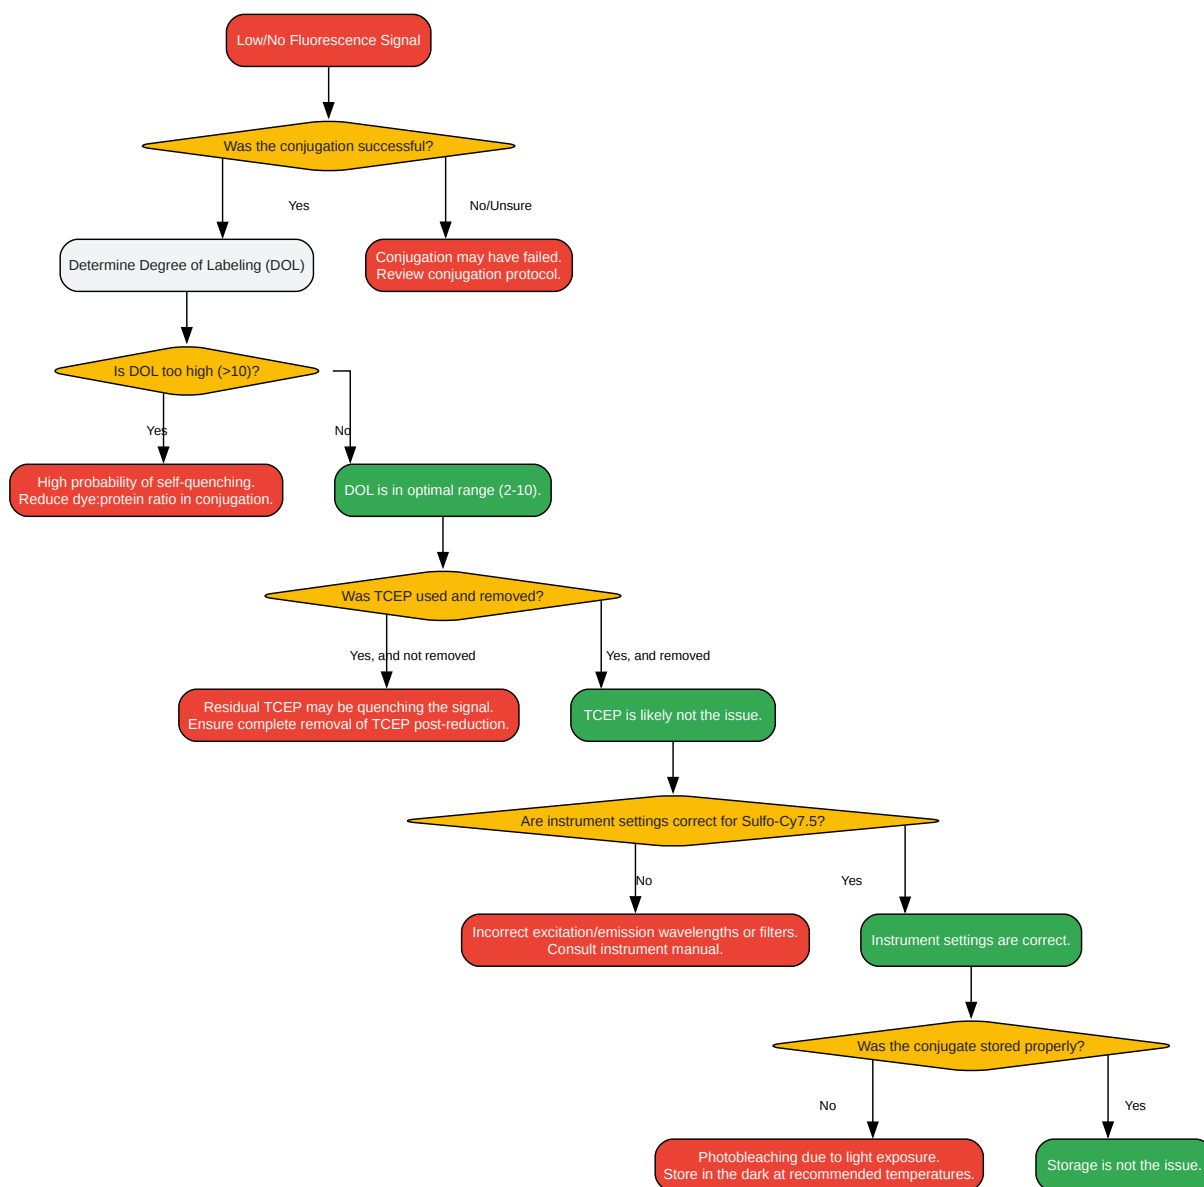 Low/No Fluorescence Signal
Was the conjugation successful?
Yes
No/Unsure
Determine Degree of Labeling (DOL)
Conjugation may have failed.
Review conjugation protocol.
Is DOL too high (>10)?
Yes
No
High probability of self-quenching.
Reduce dye:protein ratio in conjugation.
DOL is in optimal range (2-10).
Was TCEP used and removed?
Yes, and not removed
Yes, and removed
Residual TCEP may be quenching the signal.
Ensure complete removal of TCEP post-reduction.
TCEP is likely not the issue.
Are instrument settings correct for Sulfo-Cy7.5?
No
Yes
Incorrect excitation/emission wavelengths or filters.
Consult instrument manual.
Instrument settings are correct.
Was the conjugate stored properly?
No
Yes
Photobleaching due to light exposure.
Store in the dark at recommended temperatures.
Storage is not the issue.